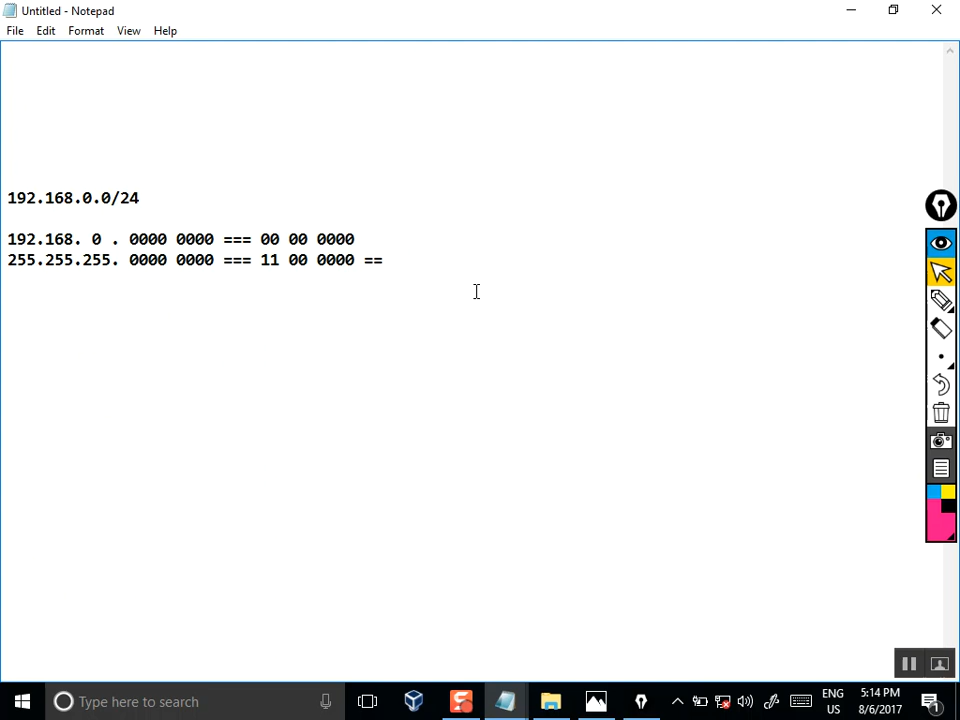 Untitled - Notepad
File Edit Format View Help
192.168.0.0/24
192.168. 0 . 0000 0000 === 00 00 0000
255.255.255. 0000 0000 === 11 00 0000 ==
Type here to search
ENG
US
5:14 PM
8/6/2017
1